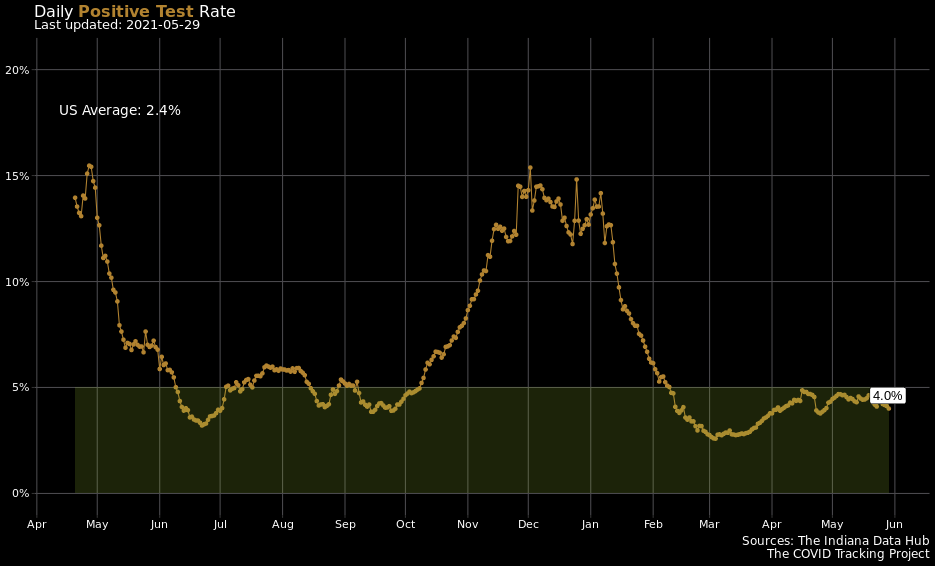 Daily Positive Test Rate
Last updated: 2021-05-29
20%
US Average: 2.4%
15%
10%
5%
4.0%
0%
Apr May Jun Jul Aug Sep Oct Nov Dec Jan Feb Mar Apr May Jun
Sources: The Indiana Data Hub
The COVID Tracking Project